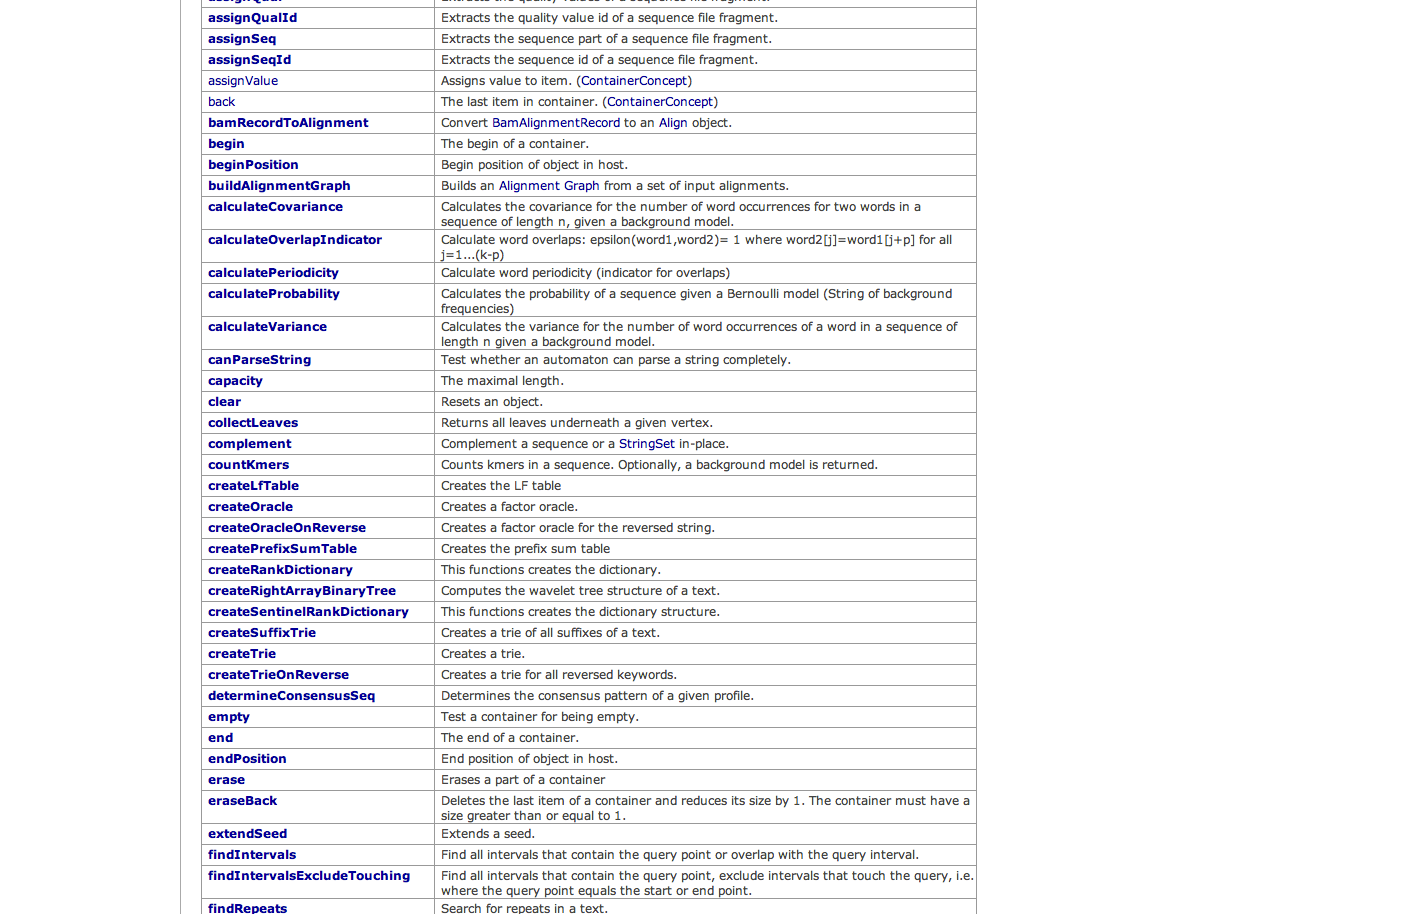 assignQualId Extracts the quality value id of a sequence file fragment.
assignSeq Extracts the sequence part of a sequence file fragment.
assignSeqId Extracts the sequence id of a sequence file fragment.
assignValue Assigns value to item. (ContainerConcept)
back The last item in container. (ContainerConcept)
bamRecordToAlignment Convert BamAlignmentRecord to an Align object.
begin The begin of a container.
beginPosition Begin position of object in host.
buildAlignmentGraph Builds an Alignment Graph from a set of input alignments.
calculateCovariance Calculates the covariance for the number of word occurrences for two words in a
sequence of length n, given a background model.
calculateOverlapIndicator Calculate word overlaps: epsilon(word1,word2)= 1 where word2[j]=word1[j+p] for all
j=1...(k-p)
calculatePeriodicity Calculate word periodicity (indicator for overlaps)
calculateProbability Calculates the probability of a sequence given a Bernoulli model (String of background
frequencies)
calculateVariance Calculates the variance for the number of word occurrences of a word in a sequence of
length n given a background model.
canParseString Test whether an automaton can parse a string completely.
capacity The maximal length.
clear Resets an object.
collectLeaves Returns all leaves underneath a given vertex.
complement Complement a sequence or a StringSet in-place.
countKmers Counts kmers in a sequence. Optionally, a background model is returned.
createLfTable Creates the LF table
createOracle Creates a factor oracle.
createOracleOnReverse Creates a factor oracle for the reversed string.
createPrefixSumTable Creates the prefix sum table
createRankDictionary This functions creates the dictionary.
createRightArrayBinaryTree Computes the wavelet tree structure of a text.
createSentinelRankDictionary This functions creates the dictionary structure.
createSuffixTrie Creates a trie of all suffixes of a text.
createTrie Creates a trie.
createTrieOnReverse Creates a trie for all reversed keywords.
determineConsensusSeq Determines the consensus pattern of a given profile.
empty Test a container for being empty.
end The end of a container.
endPosition End position of object in host.
erase Erases a part of a container
eraseBack Deletes the last item of a container and reduces its size by 1. The container must have a
size greater than or equal to 1.
extendSeed Extends a seed.
findIntervals Find all intervals that contain the query point or overlap with the query interval.
findIntervalsExcludeTouching Find all intervals that contain the query point, exclude intervals that touch the query, i.e.
where the query point equals the start or end point.
findRepeats Search for repeats in a text.